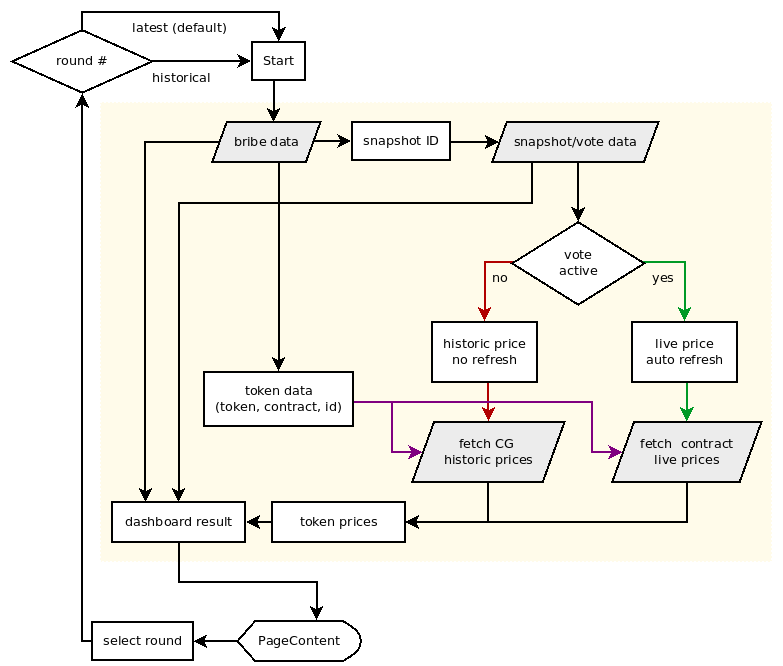 latest (default)
round #
Start
historical
bribe data
snapshot ID
snapshot/vote data
vote
active
no
yes
historic price
no refresh
live price
auto refresh
token data
(token, contract, id)
fetch CG
historic prices
fetch  contract
live prices
dashboard result
token prices
select round
PageContent